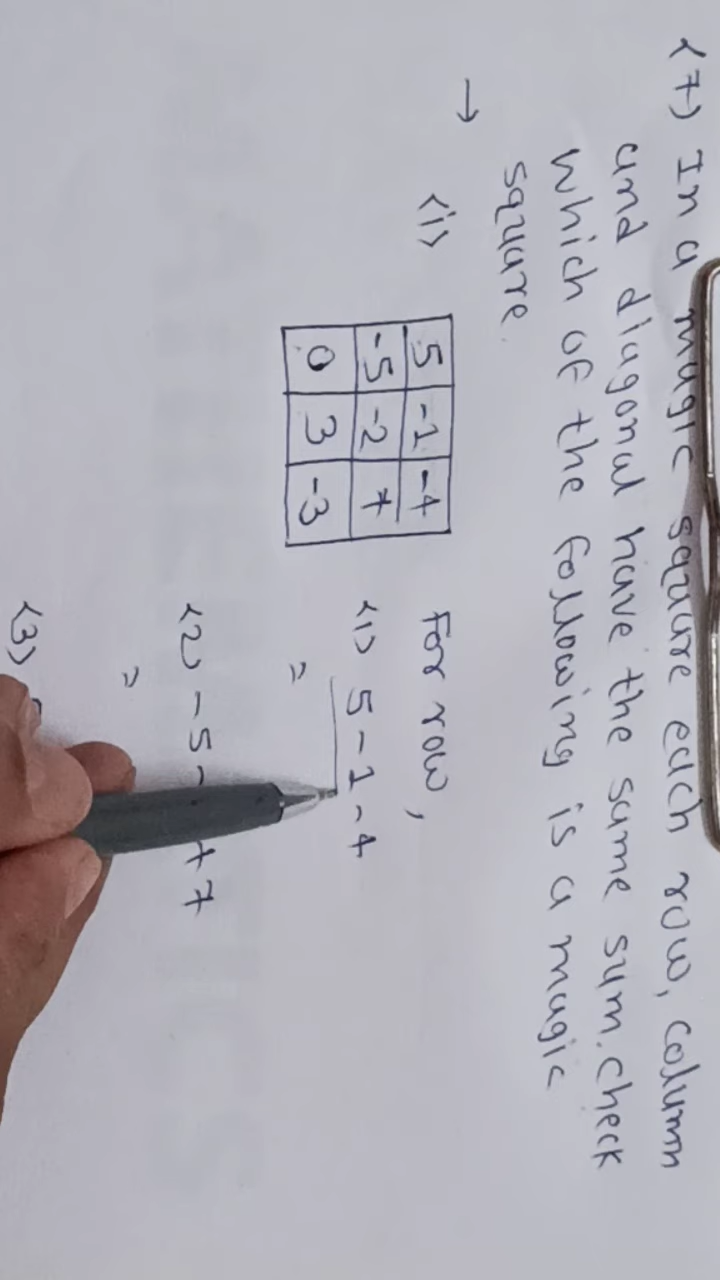 <7> In a magic square each row, column
and diagonal have the same sum. check
which of the following is a magic
square.
→ <i>
5 -1 -4
-5 -2 7
0 3 -3
For row,
<1> 5-1-4
=
<2> -5- +7
=
<3>